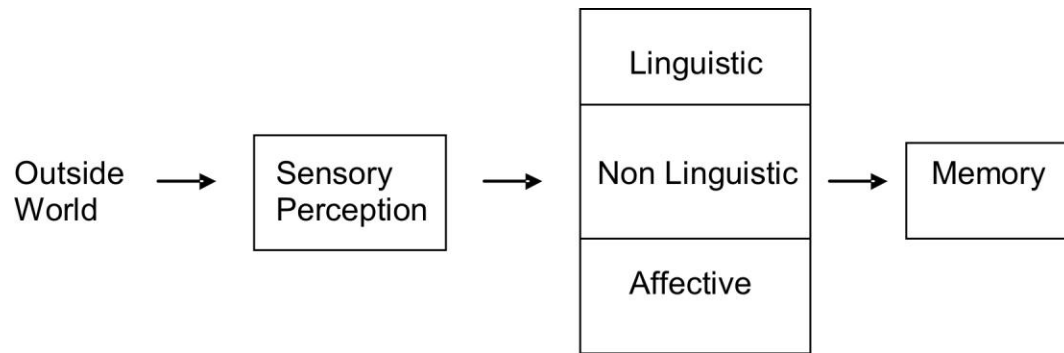 Outside
World
Sensory
Perception
Linguistic
Non Linguistic
Affective
Memory